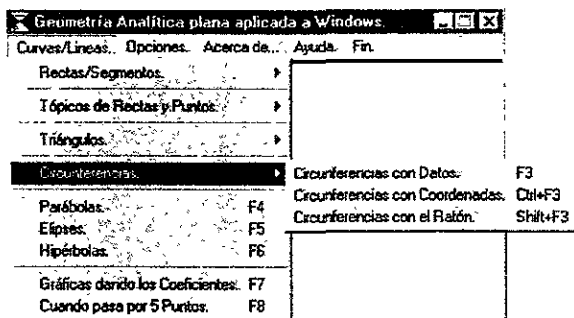 Geometría Analítica plana aplicada a Windows.
Curvas/Lineas. Opciones. Acerca de... Ayuda. Fin.
Rectas/Segmentos.
Tópicos de Rectas y Puntos.
Triángulos.
Circunferencias.
Circunferencias con Datos. F3
Circunferencias con Coordenadas. Ctrl+F3
Circunferencias con el Ratón. Shift+F3
Parábolas. F4
Elipses. F5
Hipérbolas. F6
Gráficas dando los Coeficientes. F7
Cuando pasa por 5 Puntos. F8